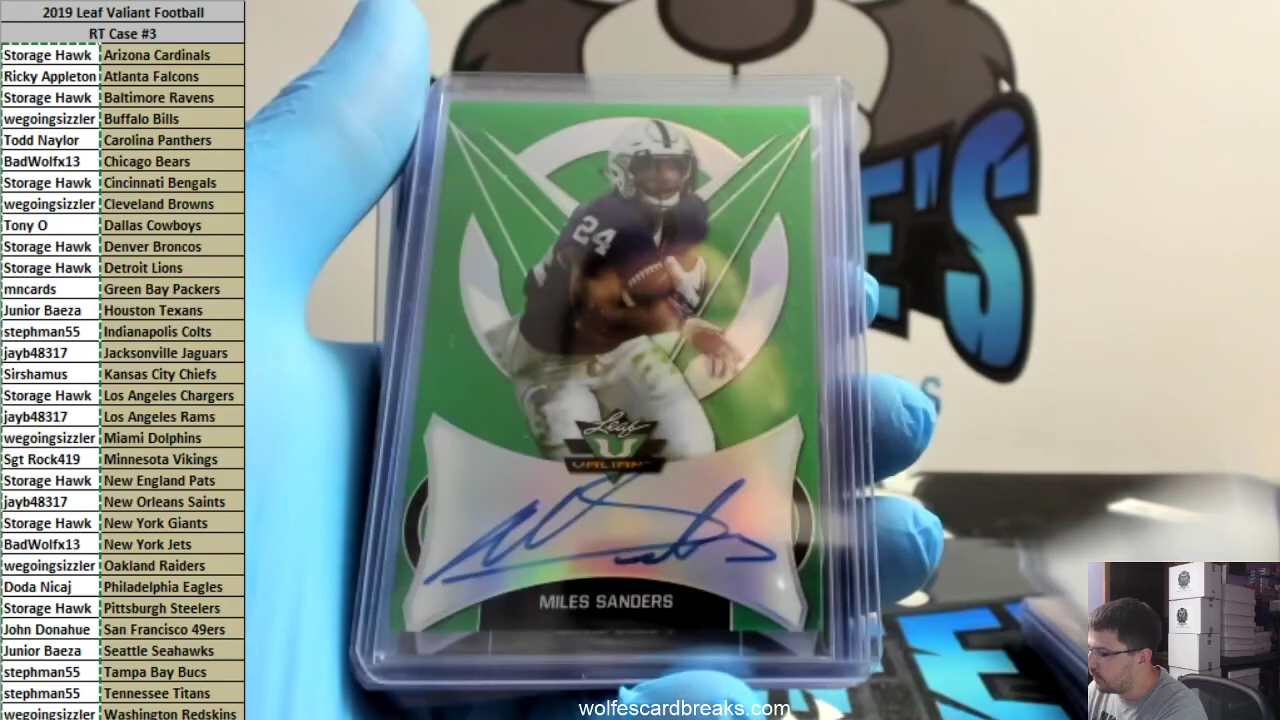 2019 Leaf Valiant Football
RT Case #3
Storage Hawk Arizona Cardinals
Ricky Appleton Atlanta Falcons
Storage Hawk Baltimore Ravens
wegoingsizzler Buffalo Bills
Todd Naylor Carolina Panthers
BadWolfx13 Chicago Bears
Storage Hawk Cincinnati Bengals
wegoingsizzler Cleveland Browns
Tony O Dallas Cowboys
Storage Hawk Denver Broncos
Storage Hawk Detroit Lions
mncards Green Bay Packers
Junior Baeza Houston Texans
stephman55 Indianapolis Colts
jayb48317 Jacksonville Jaguars
Sirshamus Kansas City Chiefs
Storage Hawk Los Angeles Chargers
jayb48317 Los Angeles Rams
wegoingsizzler Miami Dolphins
Sgt Rock419 Minnesota Vikings
Storage Hawk New England Pats
jayb48317 New Orleans Saints
Storage Hawk New York Giants
BadWolfx13 New York Jets
wegoingsizzler Oakland Raiders
Doda Nicaj Philadelphia Eagles
Storage Hawk Pittsburgh Steelers
John Donahue San Francisco 49ers
Junior Baeza Seattle Seahawks
stephman55 Tampa Bay Bucs
stephman55 Tennessee Titans
wegoingsizzler Washington Redskins
24
Leaf
VALIANT
MILES SANDERS
E'S
wolfescardbreaks.com